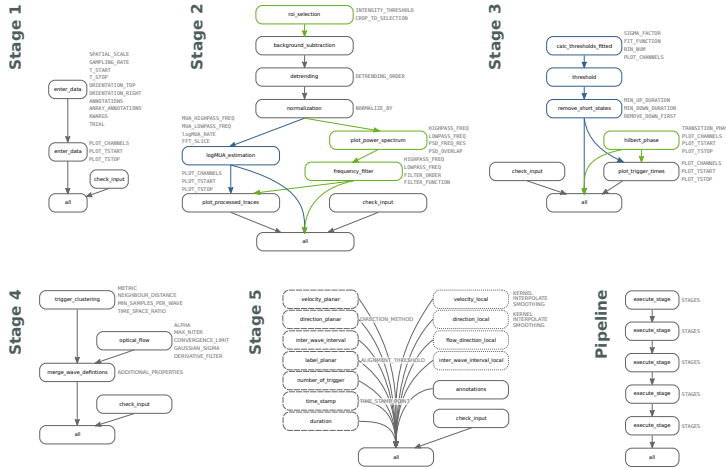 Stage 1
SPATIAL_SCALE
SAMPLING_RATE
T_START
T_STOP
ORIENTATION_TOP
ORIENTATION_RIGHT
ANNOTATIONS
ARRAY_ANNOTATIONS
KWARGS
TRIAL
enter_data
PLOT_CHANNELS
PLOT_TSTART
PLOT_TSTOP
enter_data
check_input
all
Stage 2
roi_selection
INTENSITY_THRESHOLD
CROP_TO_SELECTION
background_subtraction
detrending
DETRENDING_ORDER
normalization
NORMALIZE_BY
MUA_HIGHPASS_FREQ
MUA_LOWPASS_FREQ
logMUA_RATE
FFT_SLICE
logMUA_estimation
plot_power_spectrum
HIGHPASS_FREQ
LOWPASS_FREQ
PSD_FREQ_RES
PSD_OVERLAP
frequency_filter
HIGHPASS_FREQ
LOWPASS_FREQ
FILTER_ORDER
FILTER_FUNCTION
PLOT_CHANNELS
PLOT_TSTART
PLOT_TSTOP
plot_processed_traces
check_input
all
Stage 3
SIGMA_FACTOR
FIT_FUNCTION
BIN_NUM
PLOT_CHANNELS
calc_thresholds_fitted
threshold
remove_short_states
MIN_UP_DURATION
MIN_DOWN_DURATION
REMOVE_DOWN_FIRST
hilbert_phase
TRANSITION_PHAS
PLOT_CHANNELS
PLOT_TSTART
PLOT_TSTOP
check_input
plot_trigger_times
PLOT_CHANNELS
PLOT_TSTART
PLOT_TSTOP
all
Stage 4
trigger_clustering
METRIC
NEIGHBOUR_DISTANCE
MIN_SAMPLES_PER_WAVE
TIME_SPACE_RATIO
optical_flow
ALPHA
MAX_NITER
CONVERGENCE_LIMIT
GAUSSIAN_SIGMA
DERIVATIVE_FILTER
merge_wave_defintions
ADDITIONAL_PROPERTIES
check_input
all
Stage 5
velocity_planar
direction_planar
DIRECTION_METHOD
inter_wave_interval
label_planar
ALIGNMENT_THRESHOLD
number_of_trigger
time_stamp
TIME_STAMP_POINT
duration
velocity_local
KERNEL
INTERPOLATE
SMOOTHING
direction_local
KERNEL
INTERPOLATE
SMOOTHING
flow_direction_local
inter_wave_interval_local
annotations
check_input
all
Pipeline
execute_stage
STAGES
execute_stage
STAGES
execute_stage
STAGES
execute_stage
STAGES
execute_stage
STAGES
all